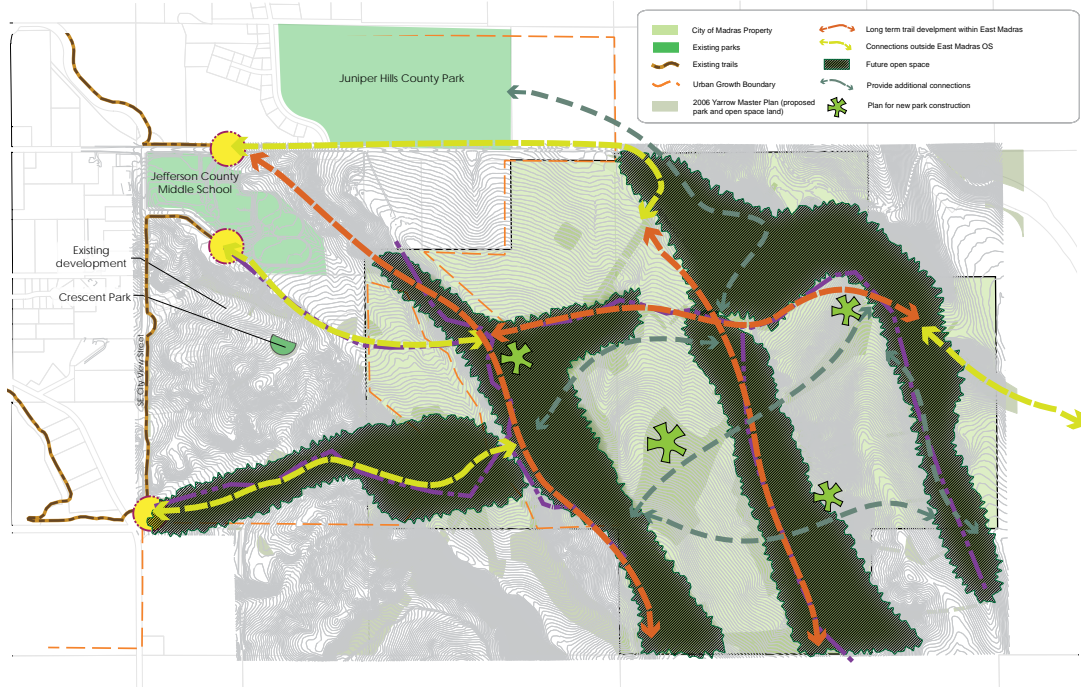 City of Madras Property
Existing parks
Existing trails
Urban Growth Boundary
2006 Yarrow Master Plan (proposed
park and open space land)
Long term trail develpment within East Madras
Connections outside East Madras OS
Future open space
Provide additional connections
Plan for new park construction
Juniper Hills County Park
Jefferson County
Middle School
Existing
development
Crescent Park
SE City View Street